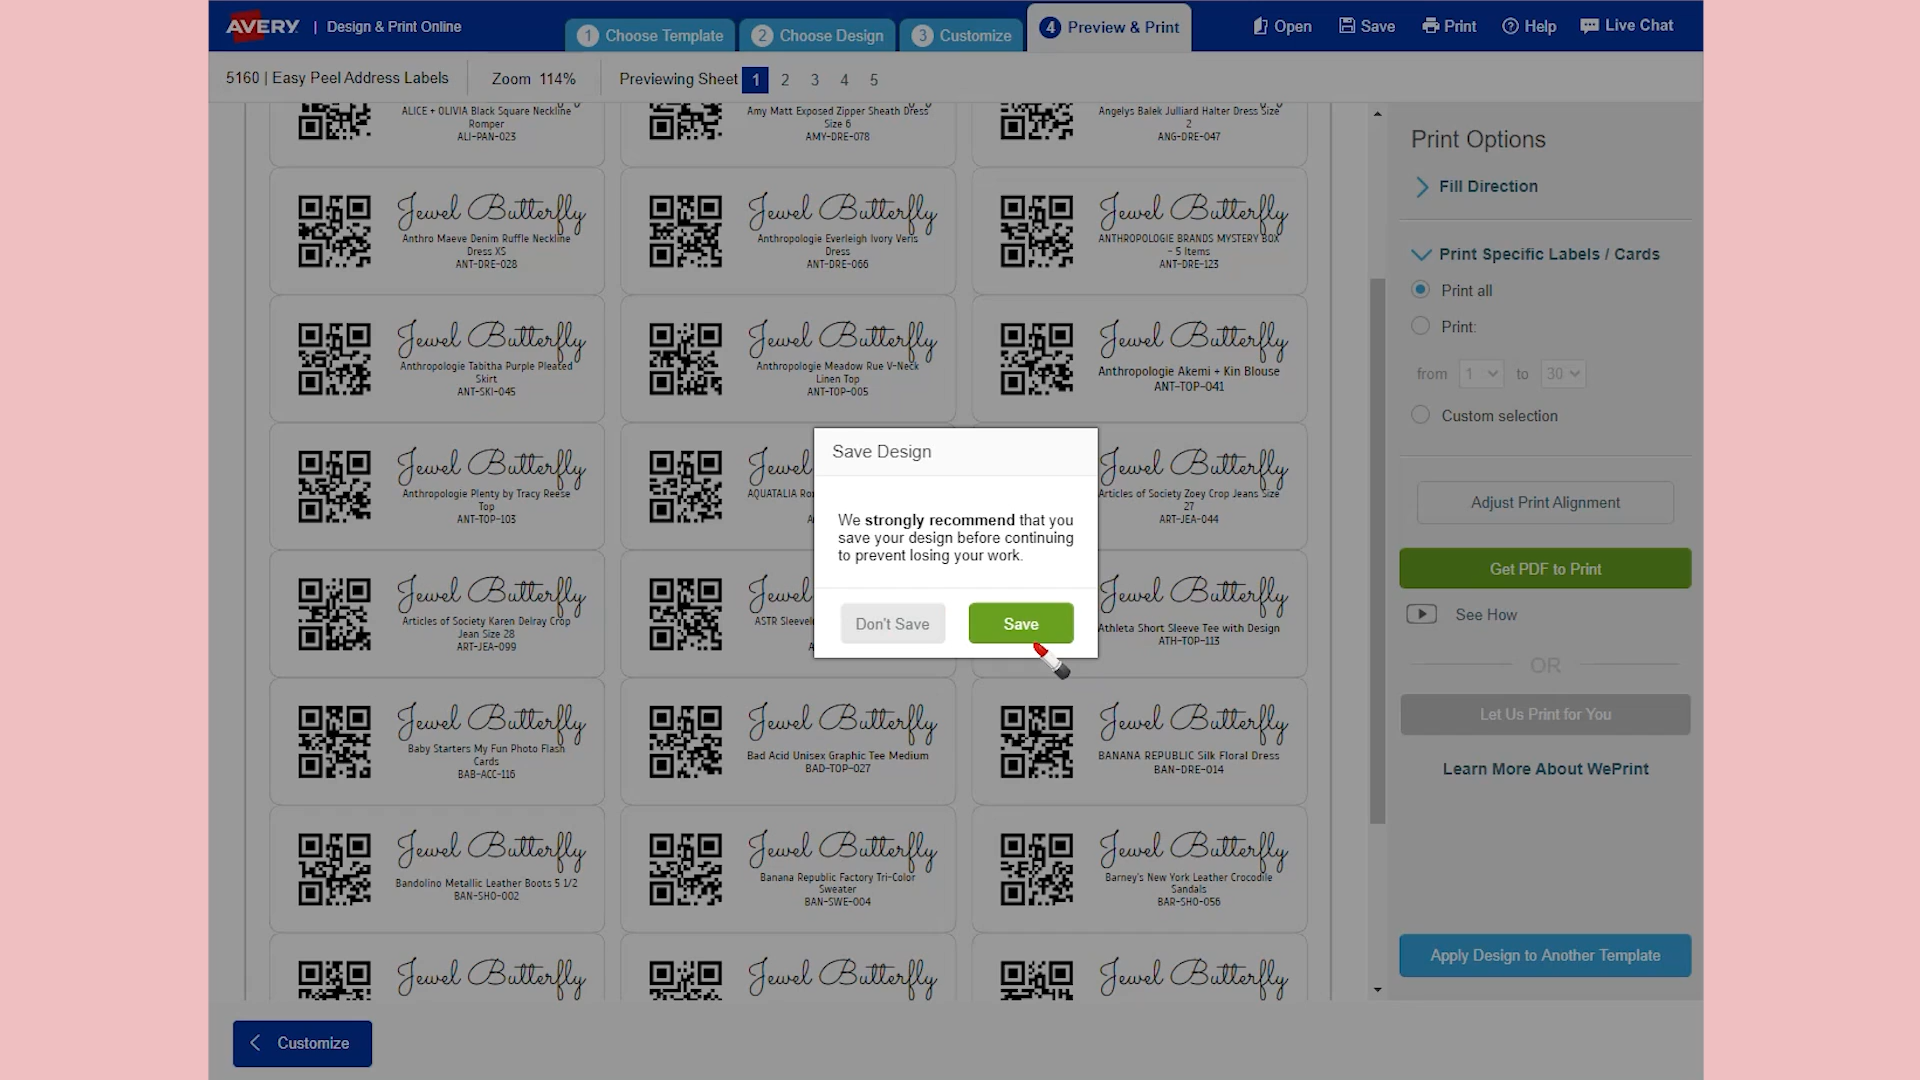 AVERY | Design & Print Online
1 Choose Template
2 Choose Design
3 Customize
4 Preview & Print
Open
Save
Print
Help
Live Chat
5160 | Easy Peel Address Labels
Zoom 114%
Previewing Sheet 1 2 3 4 5
ALICE + OLIVIA Black Square Neckline
Romper
ALI-PAN-023
Amy Matt Exposed Zipper Sheath Dress
Size 6
AMY-DRE-078
Angelys Balek Julliard Halter Dress Size
2
ANG-DRE-047
Jewel Butterfly
Anthro Maeve Denim Ruffle Neckline
Dress XS
ANT-DRE-028
Jewel Butterfly
Anthropologie Everleigh Ivory Veris
Dress
ANT-DRE-066
Jewel Butterfly
ANTHROPOLOGIE BRANDS MYSTERY BOX
- 5 Items
ANT-DRE-123
Jewel Butterfly
Anthropologie Tabitha Purple Pleated
Skirt
ANT-SKI-045
Jewel Butterfly
Anthropologie Meadow Rue V-Neck
Linen Top
ANT-TOP-005
Jewel Butterfly
Anthropologie Akemi + Kin Blouse
ANT-TOP-041
Jewel Butterfly
Anthropologie Plenty by Tracy Reese
Top
ANT-TOP-103
Jewel
AQUATALIA
Jewel Butterfly
Articles of Society Zoey Crop Jeans Size
27
ART-JEA-044
Jewel Butterfly
Articles of Society Karen Delray Crop
Jean Size 28
ART-JEA-099
Jewel
ASTR
Jewel Butterfly
Athleta Short Sleeve Tee with Design
ATH-TOP-113
Jewel Butterfly
Baby Starters My Fun Photo Flash
Cards
BAB-ACC-116
Jewel Butterfly
Bad Acid Unisex Graphic Tee Medium
BAD-TOP-027
Jewel Butterfly
BANANA REPUBLIC Silk Floral Dress
BAN-DRE-014
Jewel Butterfly
Bandolino Metallic Leather Boots 5 1/2
BAN-SHO-002
Jewel Butterfly
Banana Republic Factory Tri-Color
Sweater
BAN-SWE-004
Jewel Butterfly
Barney's New York Leather Crocodile
Sandals
BAR-SHO-056
Jewel Butterfly
Jewel Butterfly
Jewel Butterfly
Save Design
We strongly recommend that you
save your design before continuing
to prevent losing your work.
Don't Save
Save
Print Options
Fill Direction
Print Specific Labels / Cards
Print all
Print:
from 1 to 30
Custom selection
Adjust Print Alignment
Get PDF to Print
See How
OR
Let Us Print for You
Learn More About WePrint
Apply Design to Another Template
Customize